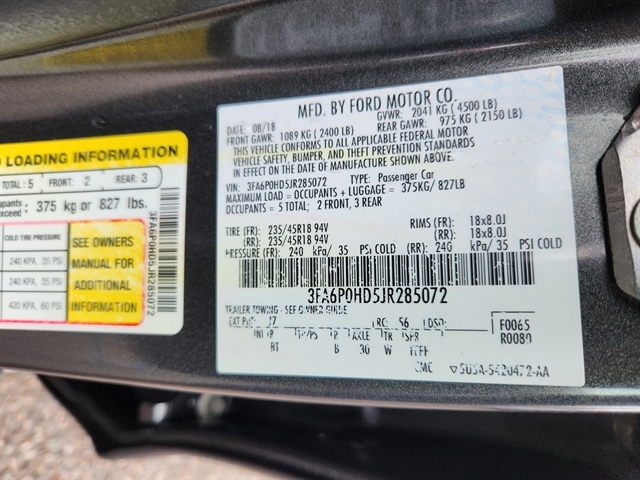 LOADING INFORMATION
TOTAL: 5 FRONT: 2 REAR: 3
375 kg or 827 lbs.
COLD TIRE PRESSURE
240 KPA, 35 PSI
240 KPA, 35 PSI
420 KPA, 60 PSI
SEE OWNERS
MANUAL FOR
ADDITIONAL
INFORMATION
3FA6P0HD5JR285072
MFD. BY FORD MOTOR CO.
DATE: 08/18 GVWR: 2041 KG ( 4500 LB)
FRONT GAWR: 1089 KG ( 2400 LB) REAR GAWR: 975 KG ( 2150 LB)
THIS VEHICLE CONFORMS TO ALL APPLICABLE FEDERAL MOTOR
VEHICLE SAFETY, BUMPER, AND THEFT PREVENTION STANDARDS
IN EFFECT ON THE DATE OF MANUFACTURE SHOWN ABOVE.
VIN: 3FA6P0HD5JR285072 TYPE: Passenger Car
MAXIMUM LOAD = OCCUPANTS + LUGGAGE = 375KG/ 827LB
OCCUPANTS = 5 TOTAL; 2 FRONT, 3 REAR
TIRE (FR): 235/45R18 94V RIMS (FR): 18x8.0J
(RR): 235/45R18 94V (RR): 18x8.0J
PRESSURE (FR): 240 kPa/ 35 PSI COLD (RR): 240 kPa/ 35 PSI COLD
3FA6P0HD5JR285072
TRAILER TOWING - SEE OWNER GUIDE
EXT J7 RC: 56 DSO: F0065
R0080
AXLE TR
BT B 30 W